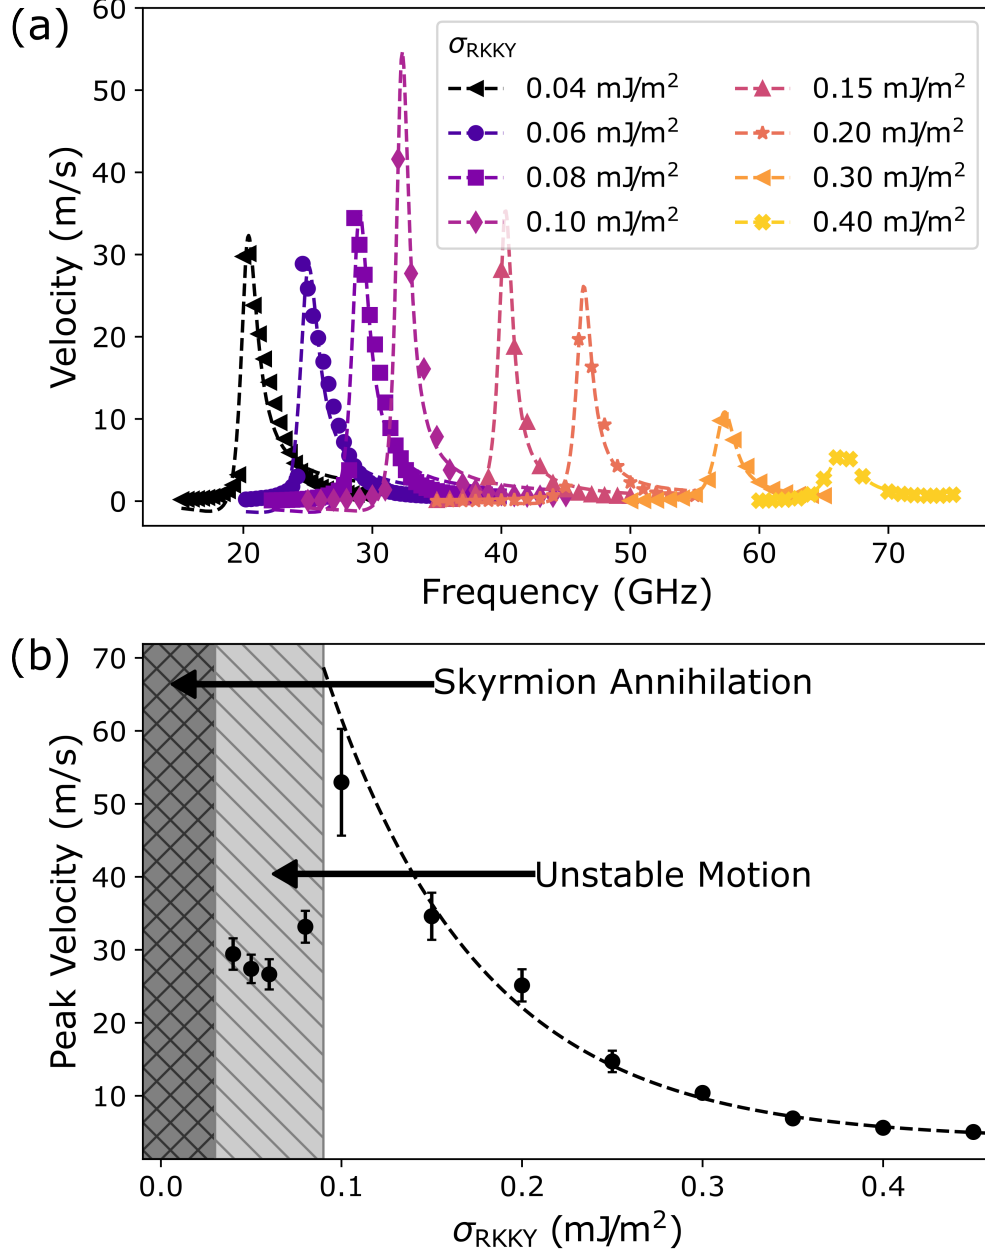 (a)
60
50
40
30
20
10
0
Velocity (m/s)
σRKKY
0.04 mJ/m² 0.15 mJ/m²
0.06 mJ/m² 0.20 mJ/m²
0.08 mJ/m² 0.30 mJ/m²
0.10 mJ/m² 0.40 mJ/m²
20 30 40 50 60 70
Frequency (GHz)
(b)
70
60
50
40
30
20
10
Peak Velocity (m/s)
Skyrmion Annihilation
Unstable Motion
0.0 0.1 0.2 0.3 0.4
σRKKY (mJ/m²)